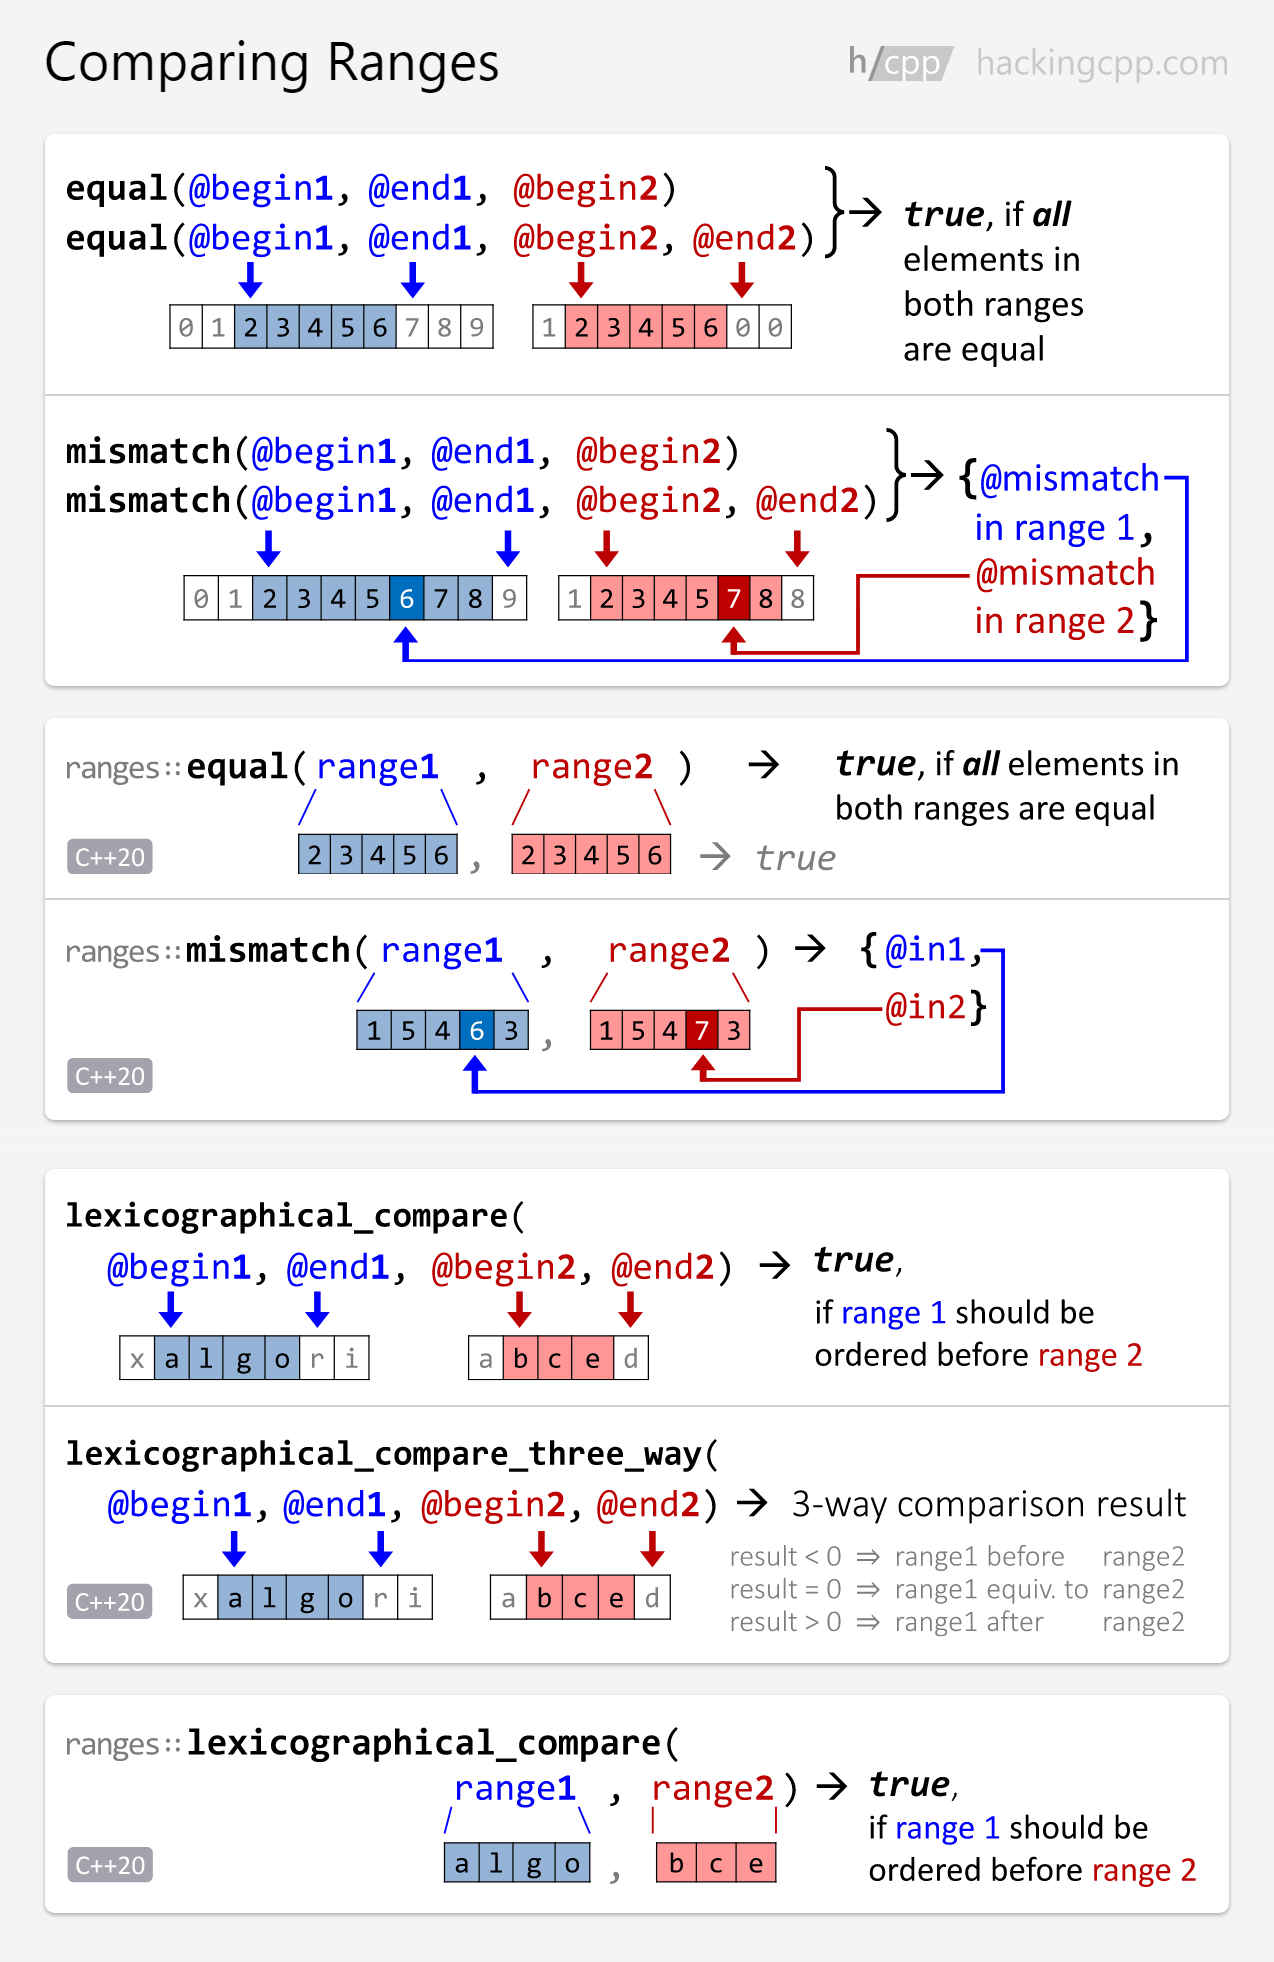 Comparing Ranges
h/cpp hackingcpp.com
equal(@begin1, @end1, @begin2)
equal(@begin1, @end1, @begin2, @end2)
→ true, if all
elements in
both ranges
are equal
0 1 2 3 4 5 6 7 8 9
1 2 3 4 5 6 0 0
mismatch(@begin1, @end1, @begin2)
mismatch(@begin1, @end1, @begin2, @end2)
→ {@mismatch
in range 1,
@mismatch
in range 2}
0 1 2 3 4 5 6 7 8 9
1 2 3 4 5 7 8 8
ranges::equal(range1 , range2 ) → true, if all elements in
both ranges are equal
C++20
2 3 4 5 6 , 2 3 4 5 6 → true
ranges::mismatch(range1 , range2 ) → {@in1,
@in2}
1 5 4 6 3 , 1 5 4 7 3
C++20
lexicographical_compare(
@begin1, @end1, @begin2, @end2) → true,
if range 1 should be
ordered before range 2
x a l g o r i
a b c e d
lexicographical_compare_three_way(
@begin1, @end1, @begin2, @end2) → 3-way comparison result
result < 0 ⇒ range1 before range2
result = 0 ⇒ range1 equiv. to range2
result > 0 ⇒ range1 after range2
C++20
x a l g o r i
a b c e d
ranges::lexicographical_compare(
range1 , range2) → true,
if range 1 should be
ordered before range 2
C++20
a l g o , b c e